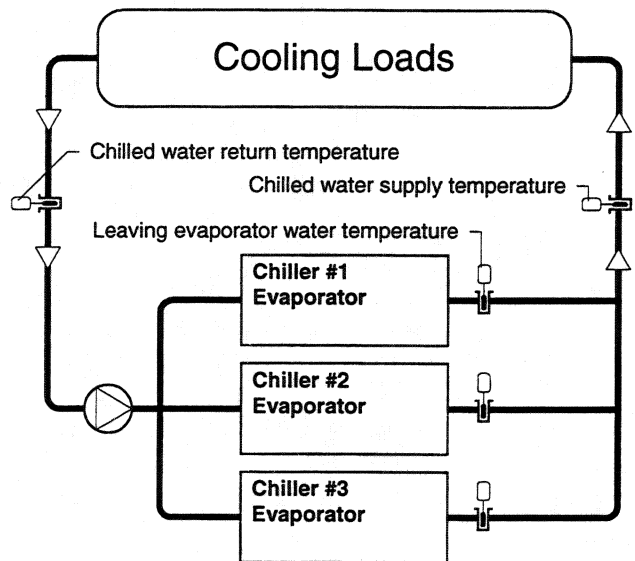 Cooling Loads
Chilled water return temperature
Chilled water supply temperature
Leaving evaporator water temperature
Chiller #1
Evaporator
Chiller #2
Evaporator
Chiller #3
Evaporator